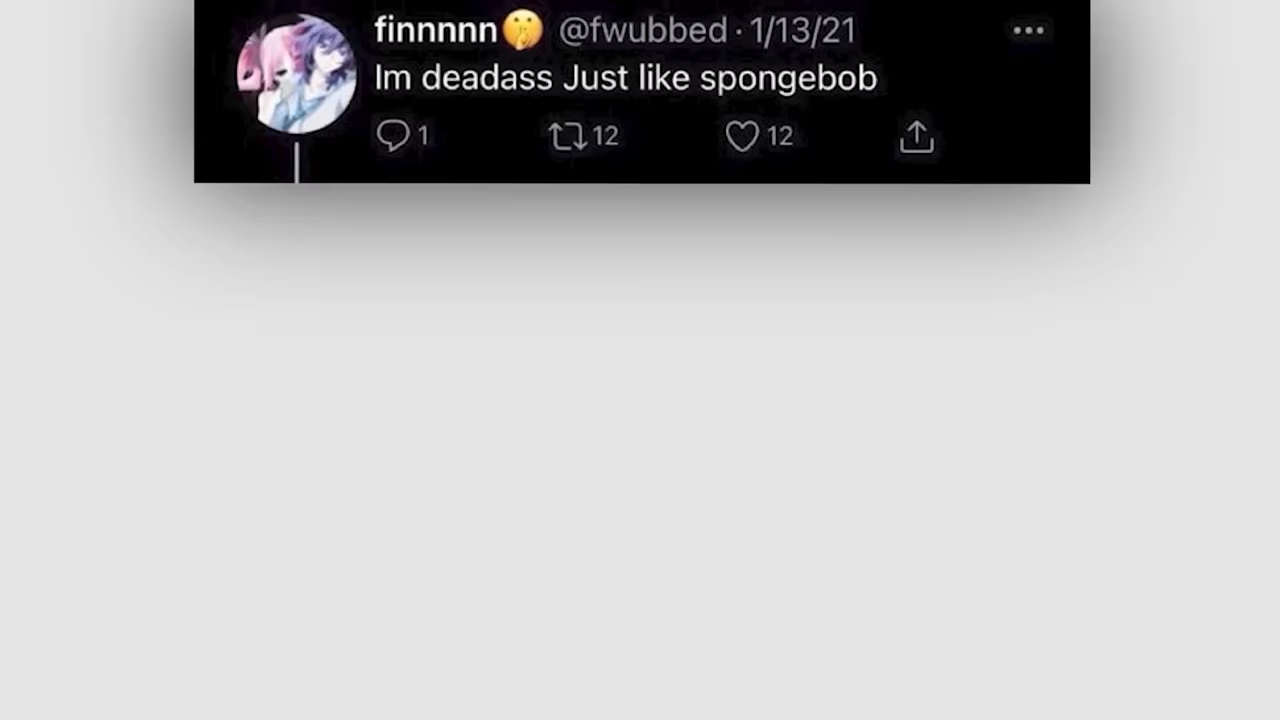 finnnnn🤫 @fwubbed · 1/13/21
Im deadass Just like spongebob
1 12 12